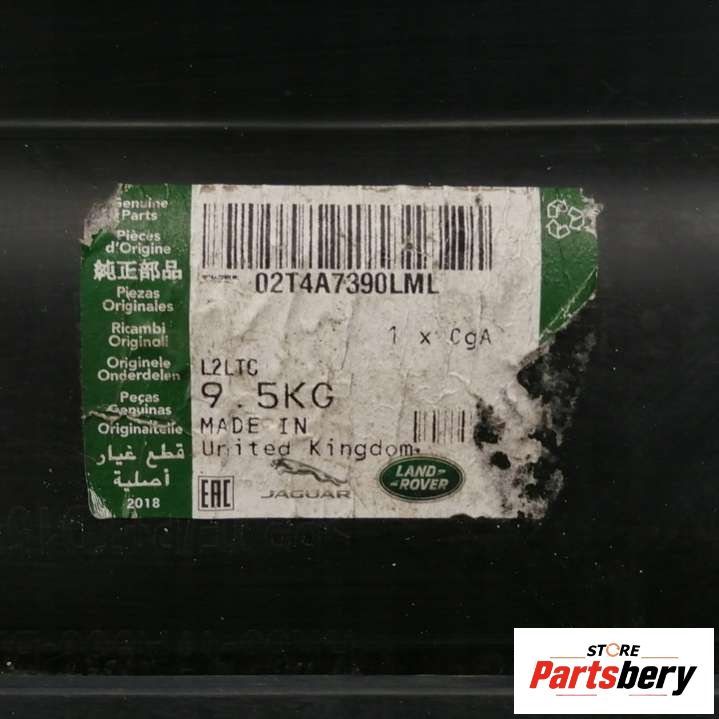 Genuine
Parts
Pièces
d'Origine
純正部品
Piezas
Originales
Ricambi
Originali
Originele
Onderdelen
Peças
Genuinas
Originalteile
قطع غيار
أصلية
2018
02T4A7390LML
1 x CgA
L2LTC
9.5KG
MADE IN
United Kingdom
EAC
JAGUAR
LAND-
-ROVER
STORE
Partsbery